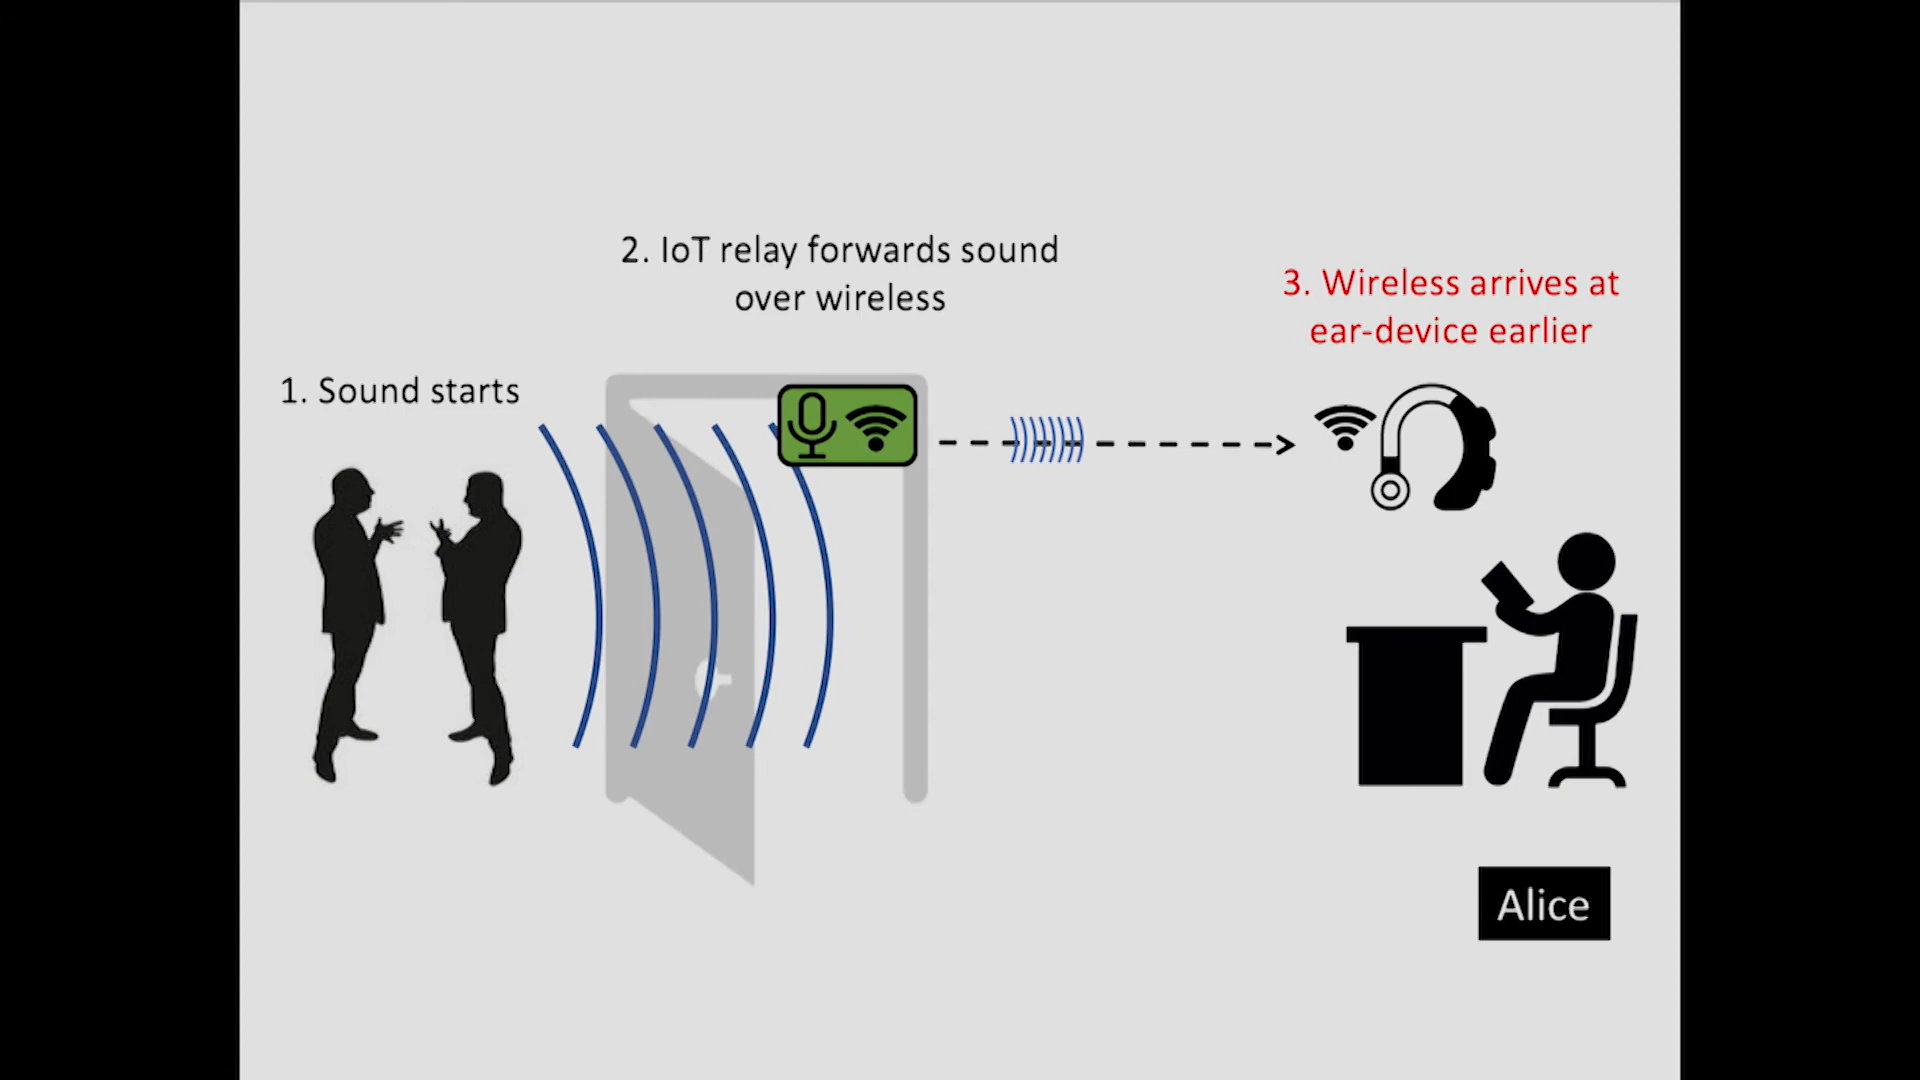 2. IoT relay forwards sound
over wireless
3. Wireless arrives at
ear-device earlier
1. Sound starts
Alice